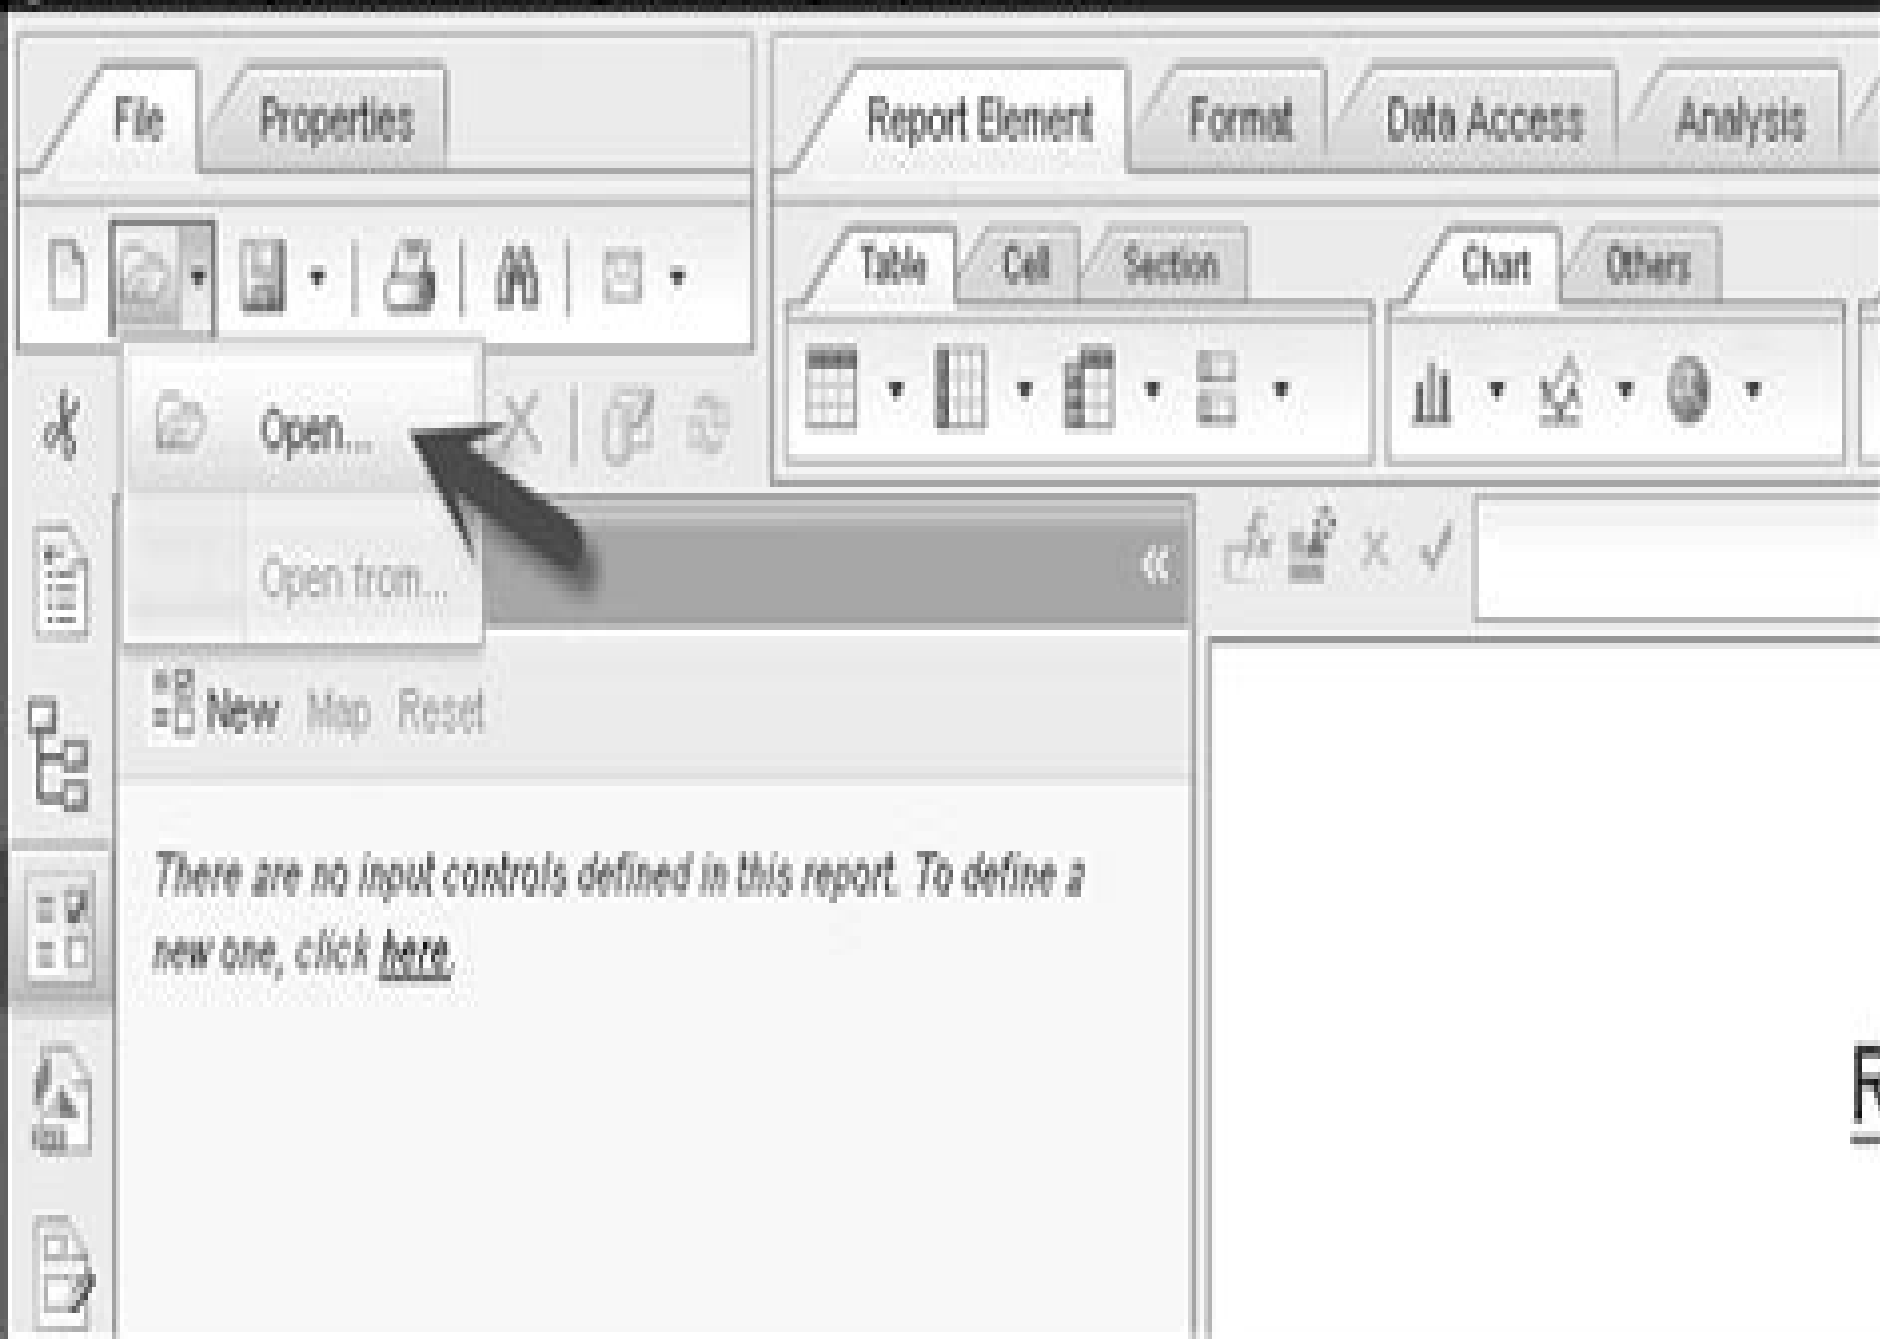 File Properties
Report Element Format Data Access Analysis
Table Cell Section
Chart Others
Open...
Open from...
New Map Reset
There are no input controls defined in this report. To define a
new one, click here.
R